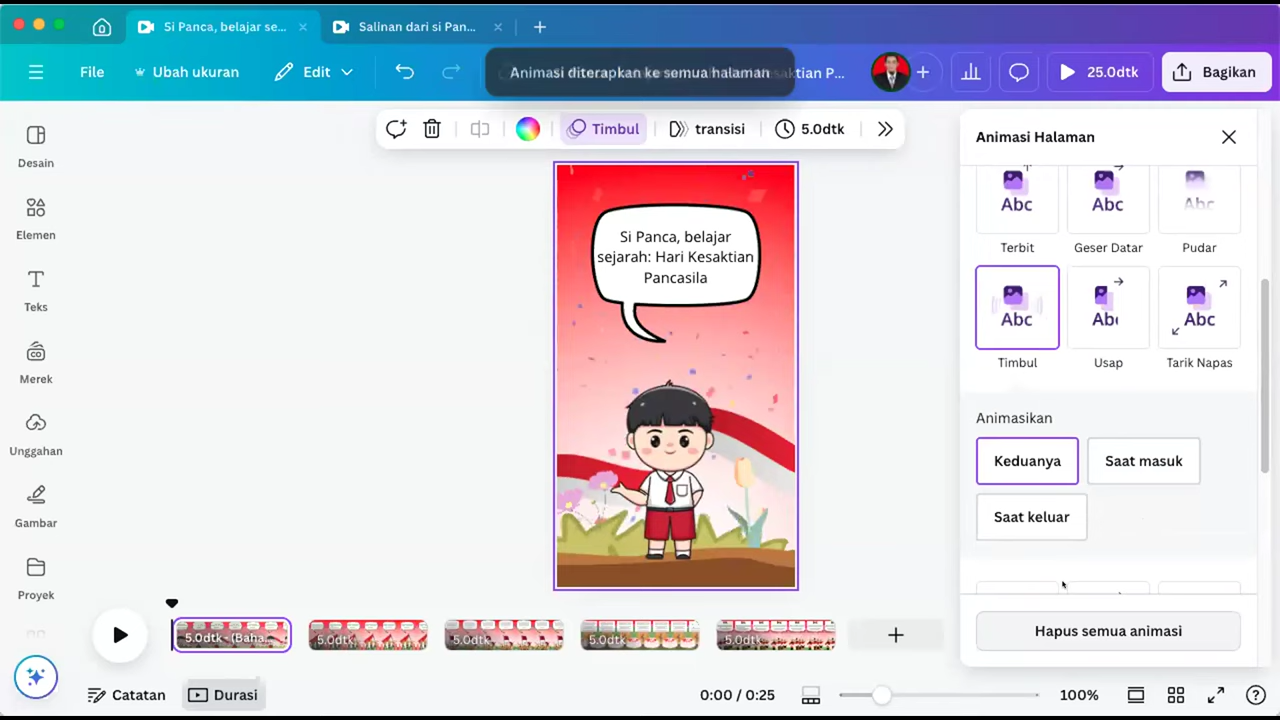 Si Panca, belajar se...
Salinan dari si Pan...
File
Ubah ukuran
Edit
Animasi diterapkan ke semua halaman
P...
25.0dtk
Bagikan
Timbul
transisi
5.0dtk
Desain
Elemen
Teks
Merek
Unggahan
Gambar
Proyek
Si Panca, belajar
sejarah: Hari Kesaktian
Pancasila
Animasi Halaman
Abc
Abc
Abc
Terbit
Geser Datar
Pudar
Abc
Abc
Abc
Timbul
Usap
Tarik Napas
Animasikan
Keduanya
Saat masuk
Saat keluar
Hapus semua animasi
5.0dtk - (Baha...
5.0dtk
5.0dtk
5.0dtk
5.0dtk
Catatan
Durasi
0:00 / 0:25
100%